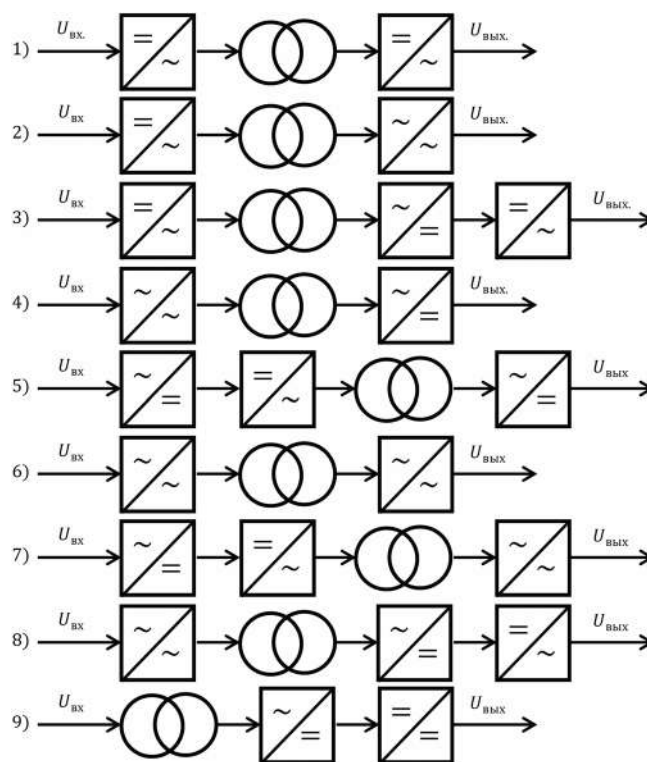 1) Uвх. = ~ = ~ Uвых.
2) Uвх = ~ ~ ~ Uвых.
3) Uвх = ~ ~ = = ~ Uвых.
4) Uвх ~ ~ ~ = Uвых.
5) Uвх ~ = = ~ ~ = Uвых
6) Uвх ~ ~ ~ ~ Uвых
7) Uвх ~ = = ~ ~ ~ Uвых
8) Uвх ~ ~ ~ = = ~ Uвых
9) Uвх ~ = = = Uвых